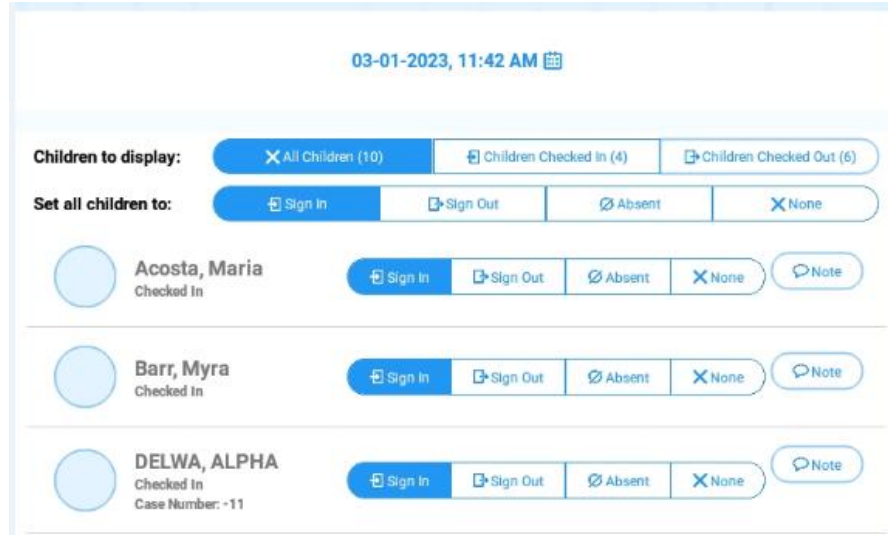 03-01-2023, 11:42 AM
Children to display: All Children (10) Children Checked In (4) Children Checked Out (6)
Set all children to: Sign In Sign Out Absent None
Acosta, Maria
Checked In
Sign In Sign Out Absent None Note
Barr, Myra
Checked In
Sign In Sign Out Absent None Note
DELWA, ALPHA
Checked In
Case Number: -11
Sign In Sign Out Absent None Note